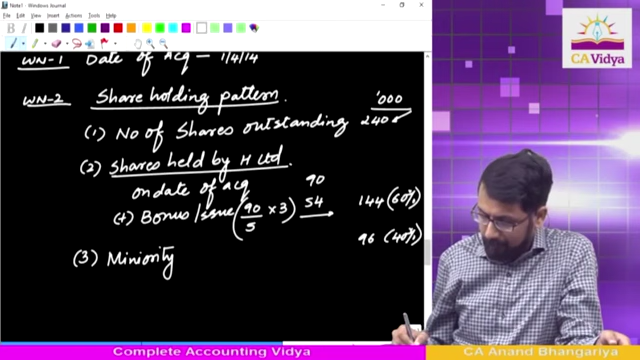 Note1 - Windows Journal
File Edit View Insert Actions Tools Help
WN-1 Date of Acq — 1/4/14
WN-2 Share holding pattern.
'000
(1) No of Shares outstanding 240
(2) Shares held by H Ltd
on date of acq 90
(+) Bonus Issue (90/5 × 3) 54 144 (60%)
96 (40%)
(3) Miniority
CA Vidya
Complete Accounting Vidya
CA Anand Bhangariya